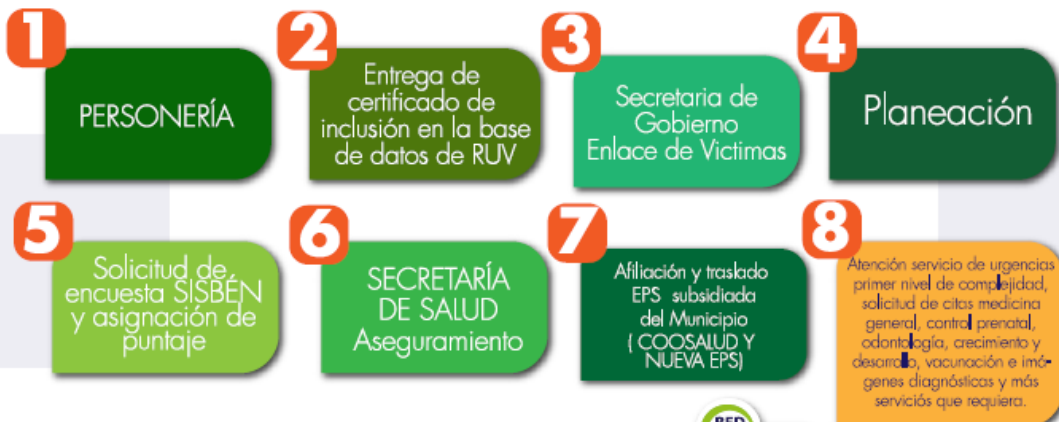 1
PERSONERÍA
2
Entrega de
certificado de
inclusión en la base
de datos de RUV
3
Secretaria de
Gobierno
Enlace de Victimas
4
Planeación
5
Solicitud de
encuesta SISBÉN
y asignación de
puntaje
6
SECRETARÍA
DE SALUD
Aseguramiento
7
Afiliación y traslado
EPS subsidiada
del Municipio
( COOSALUD Y
NUEVA EPS)
8
Atención servicio de urgencias
primer nivel de complejidad,
solicitud de citas medicina
general, control prenatal,
odontología, crecimiento y
desarrollo, vacunación e imá-
genes diagnósticas y más
serviciós que requiera.
RED